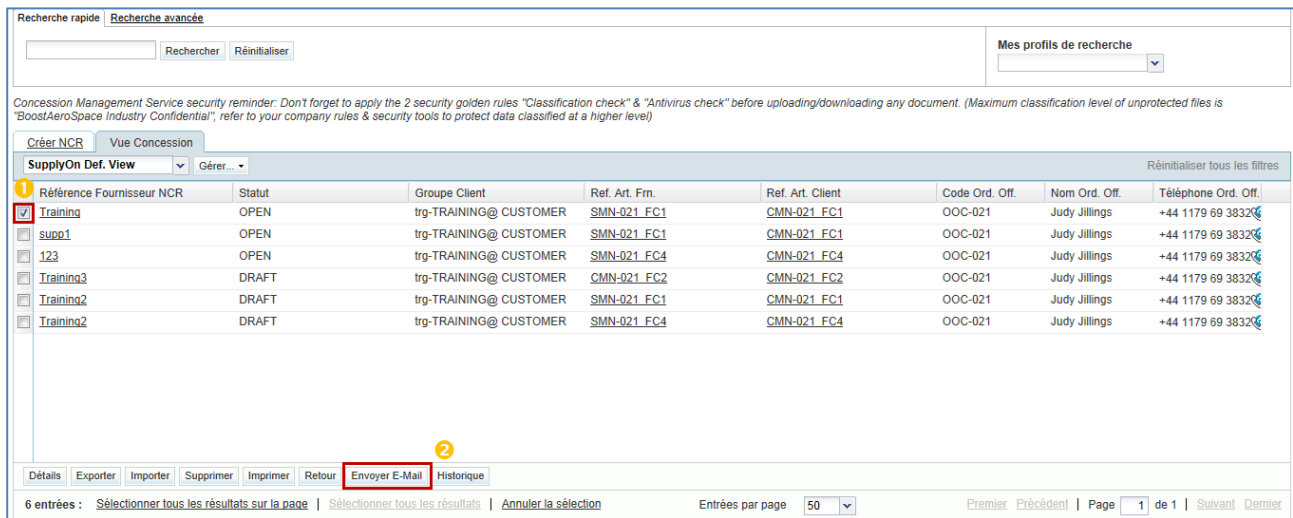 Recherche rapide Recherche avancée
Rechercher Réinitialiser
Mes profils de recherche
Concession Management Service security reminder: Don't forget to apply the 2 security golden rules "Classification check" & "Antivirus check" before uploading/downloading any document. (Maximum classification level of unprotected files is
"BoostAeroSpace Industry Confidential", refer to your company rules & security tools to protect data classified at a higher level)
Créer NCR Vue Concession
SupplyOn Def. View Gérer... Réinitialiser tous les filtres
1 Référence Fournisseur NCR Statut Groupe Client Ref. Art. Frn. Ref. Art. Client Code Ord. Off. Nom Ord. Off. Téléphone Ord. Off.
Training OPEN trg-TRAINING@ CUSTOMER SMN-021_FC1 CMN-021_FC1 OOC-021 Judy Jillings +44 1179 69 3832
supp1 OPEN trg-TRAINING@ CUSTOMER SMN-021_FC1 CMN-021_FC1 OOC-021 Judy Jillings +44 1179 69 3832
123 OPEN trg-TRAINING@ CUSTOMER SMN-021_FC4 CMN-021_FC4 OOC-021 Judy Jillings +44 1179 69 3832
Training3 DRAFT trg-TRAINING@ CUSTOMER CMN-021_FC2 CMN-021_FC2 OOC-021 Judy Jillings +44 1179 69 3832
Training2 DRAFT trg-TRAINING@ CUSTOMER SMN-021_FC1 CMN-021_FC1 OOC-021 Judy Jillings +44 1179 69 3832
Training2 DRAFT trg-TRAINING@ CUSTOMER SMN-021_FC4 CMN-021_FC4 OOC-021 Judy Jillings +44 1179 69 3832
2
Détails Exporter Importer Supprimer Imprimer Retour Envoyer E-Mail Historique
6 entrées : Sélectionner tous les résultats sur la page | Sélectionner tous les résultats | Annuler la sélection Entrées par page 50 Premier Précédent | Page 1 de 1 | Suivant Dernier